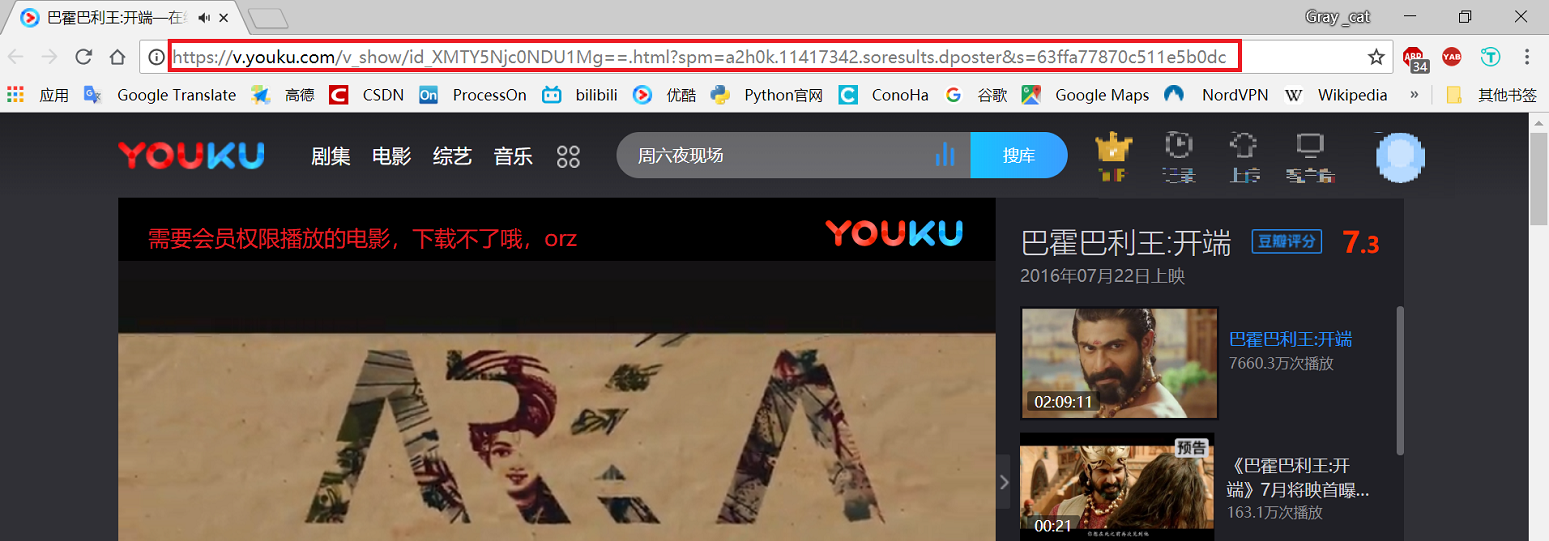 巴霍巴利王:开端—在
Gray_cat
https://v.youku.com/v_show/id_XMTY5Njc0NDU1Mg==.html?spm=a2h0k.11417342.soresults.dposter&s=63ffa77870c511e5b0dc
ABP
34
YAB
T
应用 Google Translate 高德 C CSDN On ProcessOn bilibili 优酷 Python官网 C ConoHa G 谷歌 Google Maps NordVPN W Wikipedia » 其他书签
YOUKU 剧集 电影 综艺 音乐 周六夜现场 搜库
需要会员权限播放的电影，下载不了哦，orz
YOUKU
巴霍巴利王:开端 豆瓣评分 7.3
2016年07月22日上映
巴霍巴利王:开端
7660.3万次播放
02:09:11
预告
《巴霍巴利王:开
端》7月将映首曝...
163.1万次播放
00:21
AREA